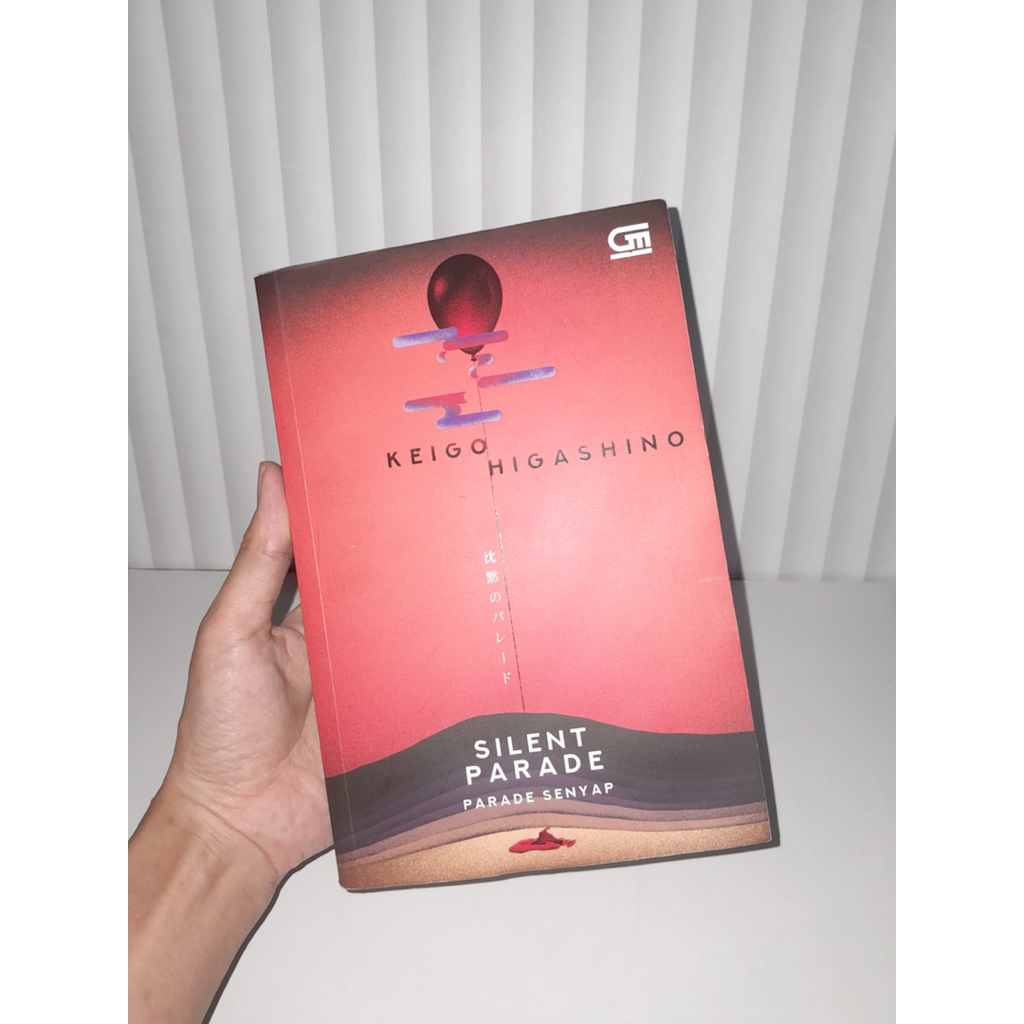 GM
KEIGO
HIGASHINO
沈黙のパレード
SILENT
PARADE
PARADE SENYAP